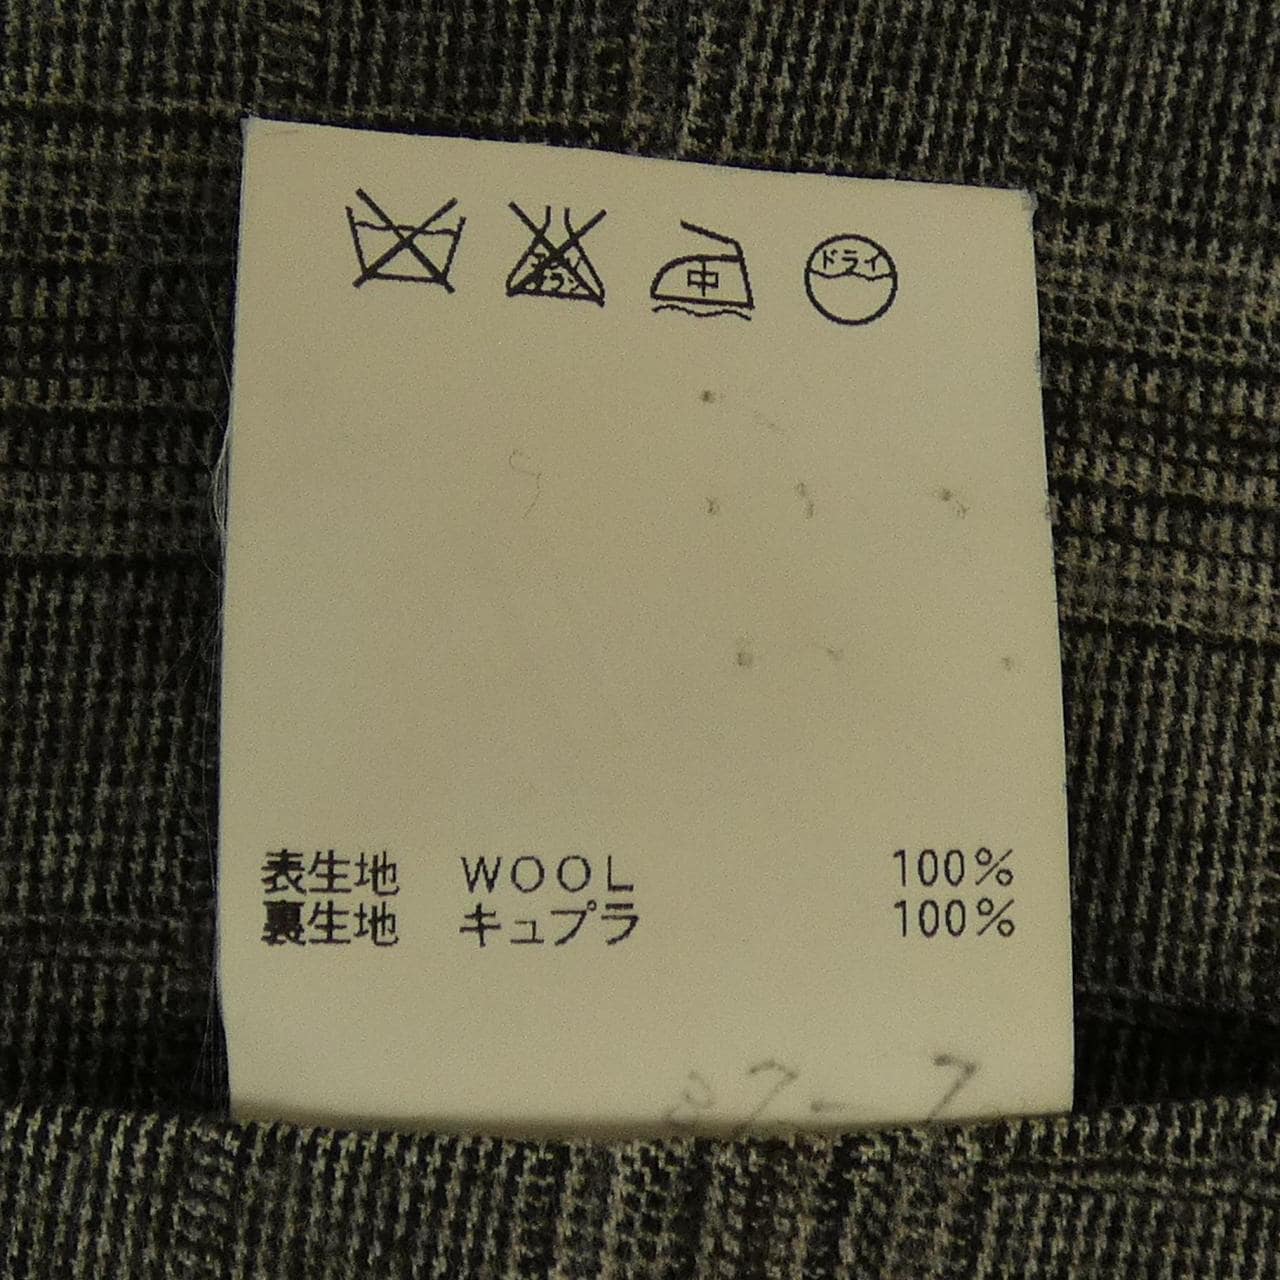 中 ドライ
表生地 WOOL 100%
裏生地 キュプラ 100%